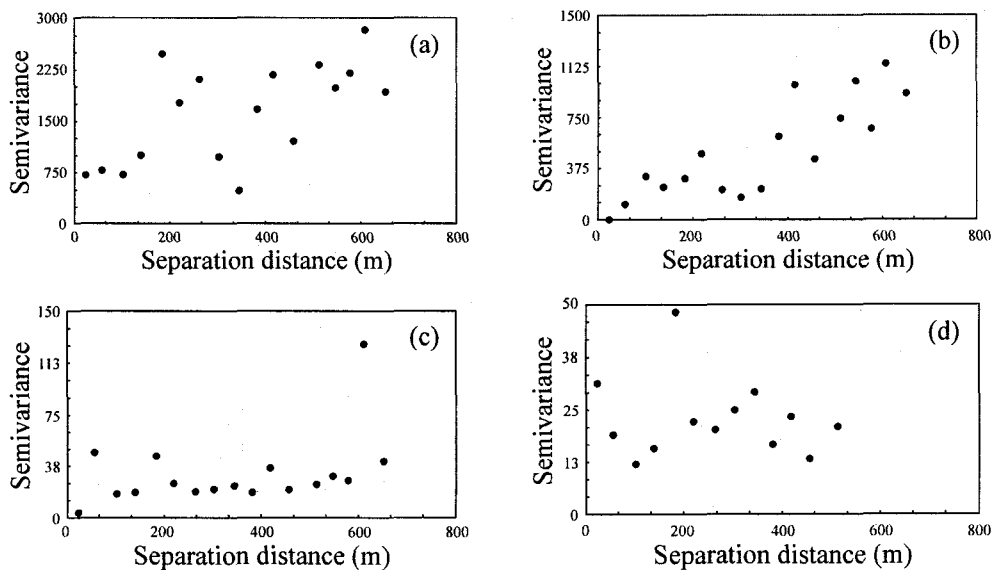 (a)
Semivariance
3000
2250
1500
750
0
0 200 400 600 800
Separation distance (m)
(b)
Semivariance
1500
1125
750
375
0
0 200 400 600 800
Separation distance (m)
(c)
Semivariance
150
113
75
38
0
0 200 400 600 800
Separation distance (m)
(d)
Semivariance
50
38
25
13
0
0 200 400 600 800
Separation distance (m)